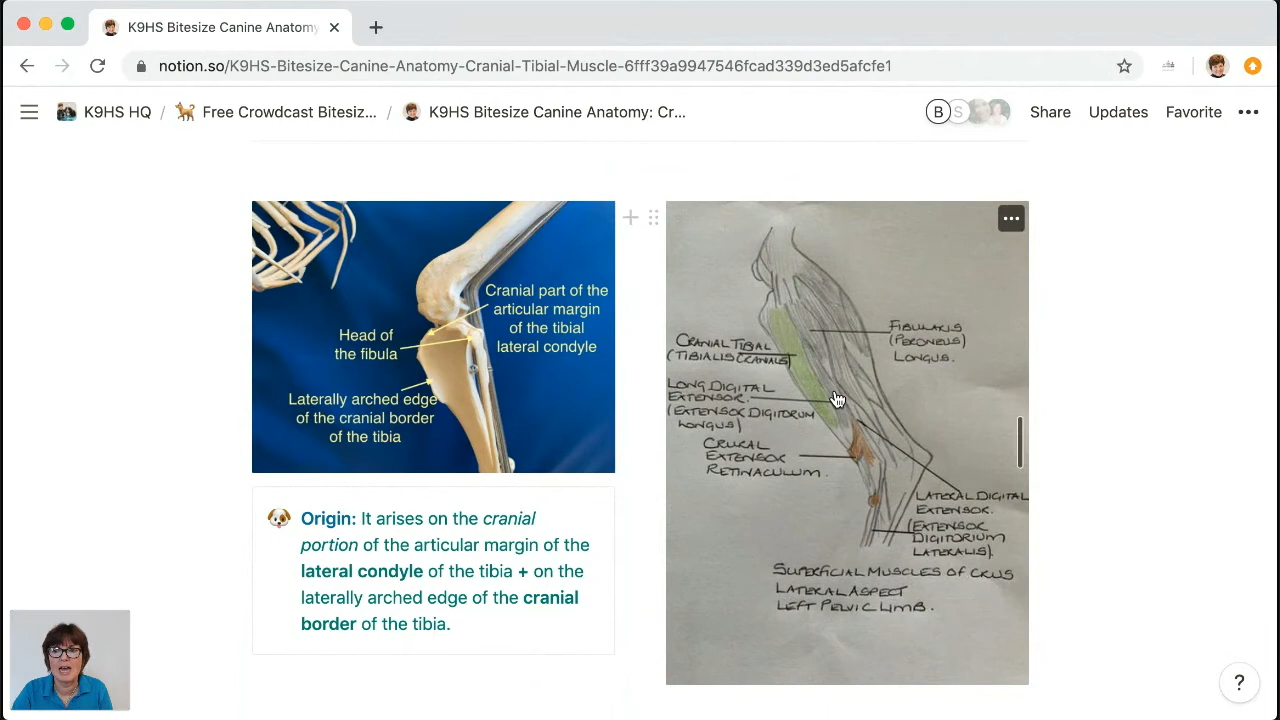 K9HS Bitesize Canine Anatomy
notion.so/K9HS-Bitesize-Canine-Anatomy-Cranial-Tibial-Muscle-6fff39a9947546fcad339d3ed5afcfe1
K9HS HQ / Free Crowdcast Bitesiz... / K9HS Bitesize Canine Anatomy: Cr...
B S Share Updates Favorite
Cranial part of the
articular margin
of the tibial
lateral condyle
Head of
the fibula
Laterally arched edge
of the cranial border
of the tibia
Origin: It arises on the cranial
portion of the articular margin of the
lateral condyle of the tibia + on the
laterally arched edge of the cranial
border of the tibia.
CRANIAL TIBIAL
(TIBIALIS CRANALIS)
FIBULARIS
(PERONEUS)
LONGUS.
LONG DIGITAL
EXTENSOR.
(EXTENSOR DIGITORUM
LONGUS)
CRURAL
EXTENSOR
RETINACULUM.
LATERAL DIGITAL
EXTENSOR.
(EXTENSOR
DIGITORIUM
LATERALIS).
SUPERFICIAL MUSCLES OF CRUS
LATERAL ASPECT
LEFT PELVIC LIMB.
?